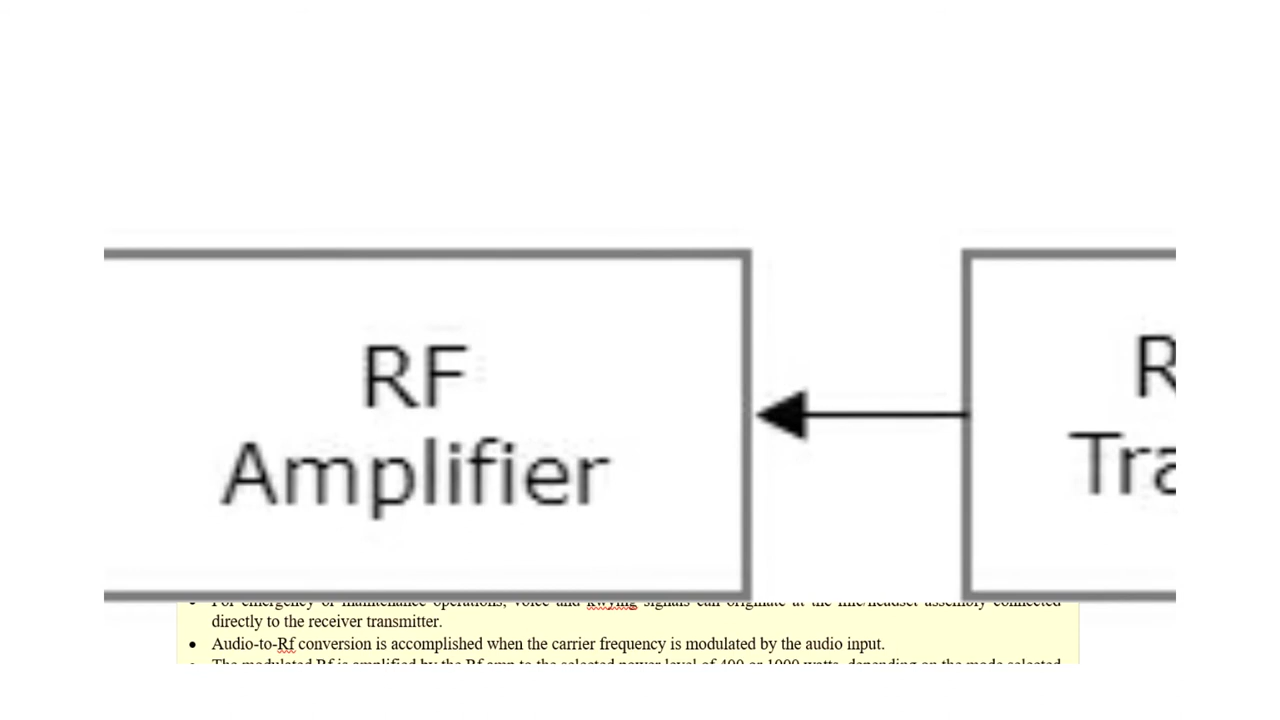 RF
Amplifier
R
Tra
For emergency or maintenance operations, voice and kwying signals can originate at the mic/headset assembly connected
directly to the receiver transmitter.
• Audio-to-Rf conversion is accomplished when the carrier frequency is modulated by the audio input.
• The modulated Rf is amplified by the Rf amp to the selected power level of 400 or 1000 watts, depending on the mode selected